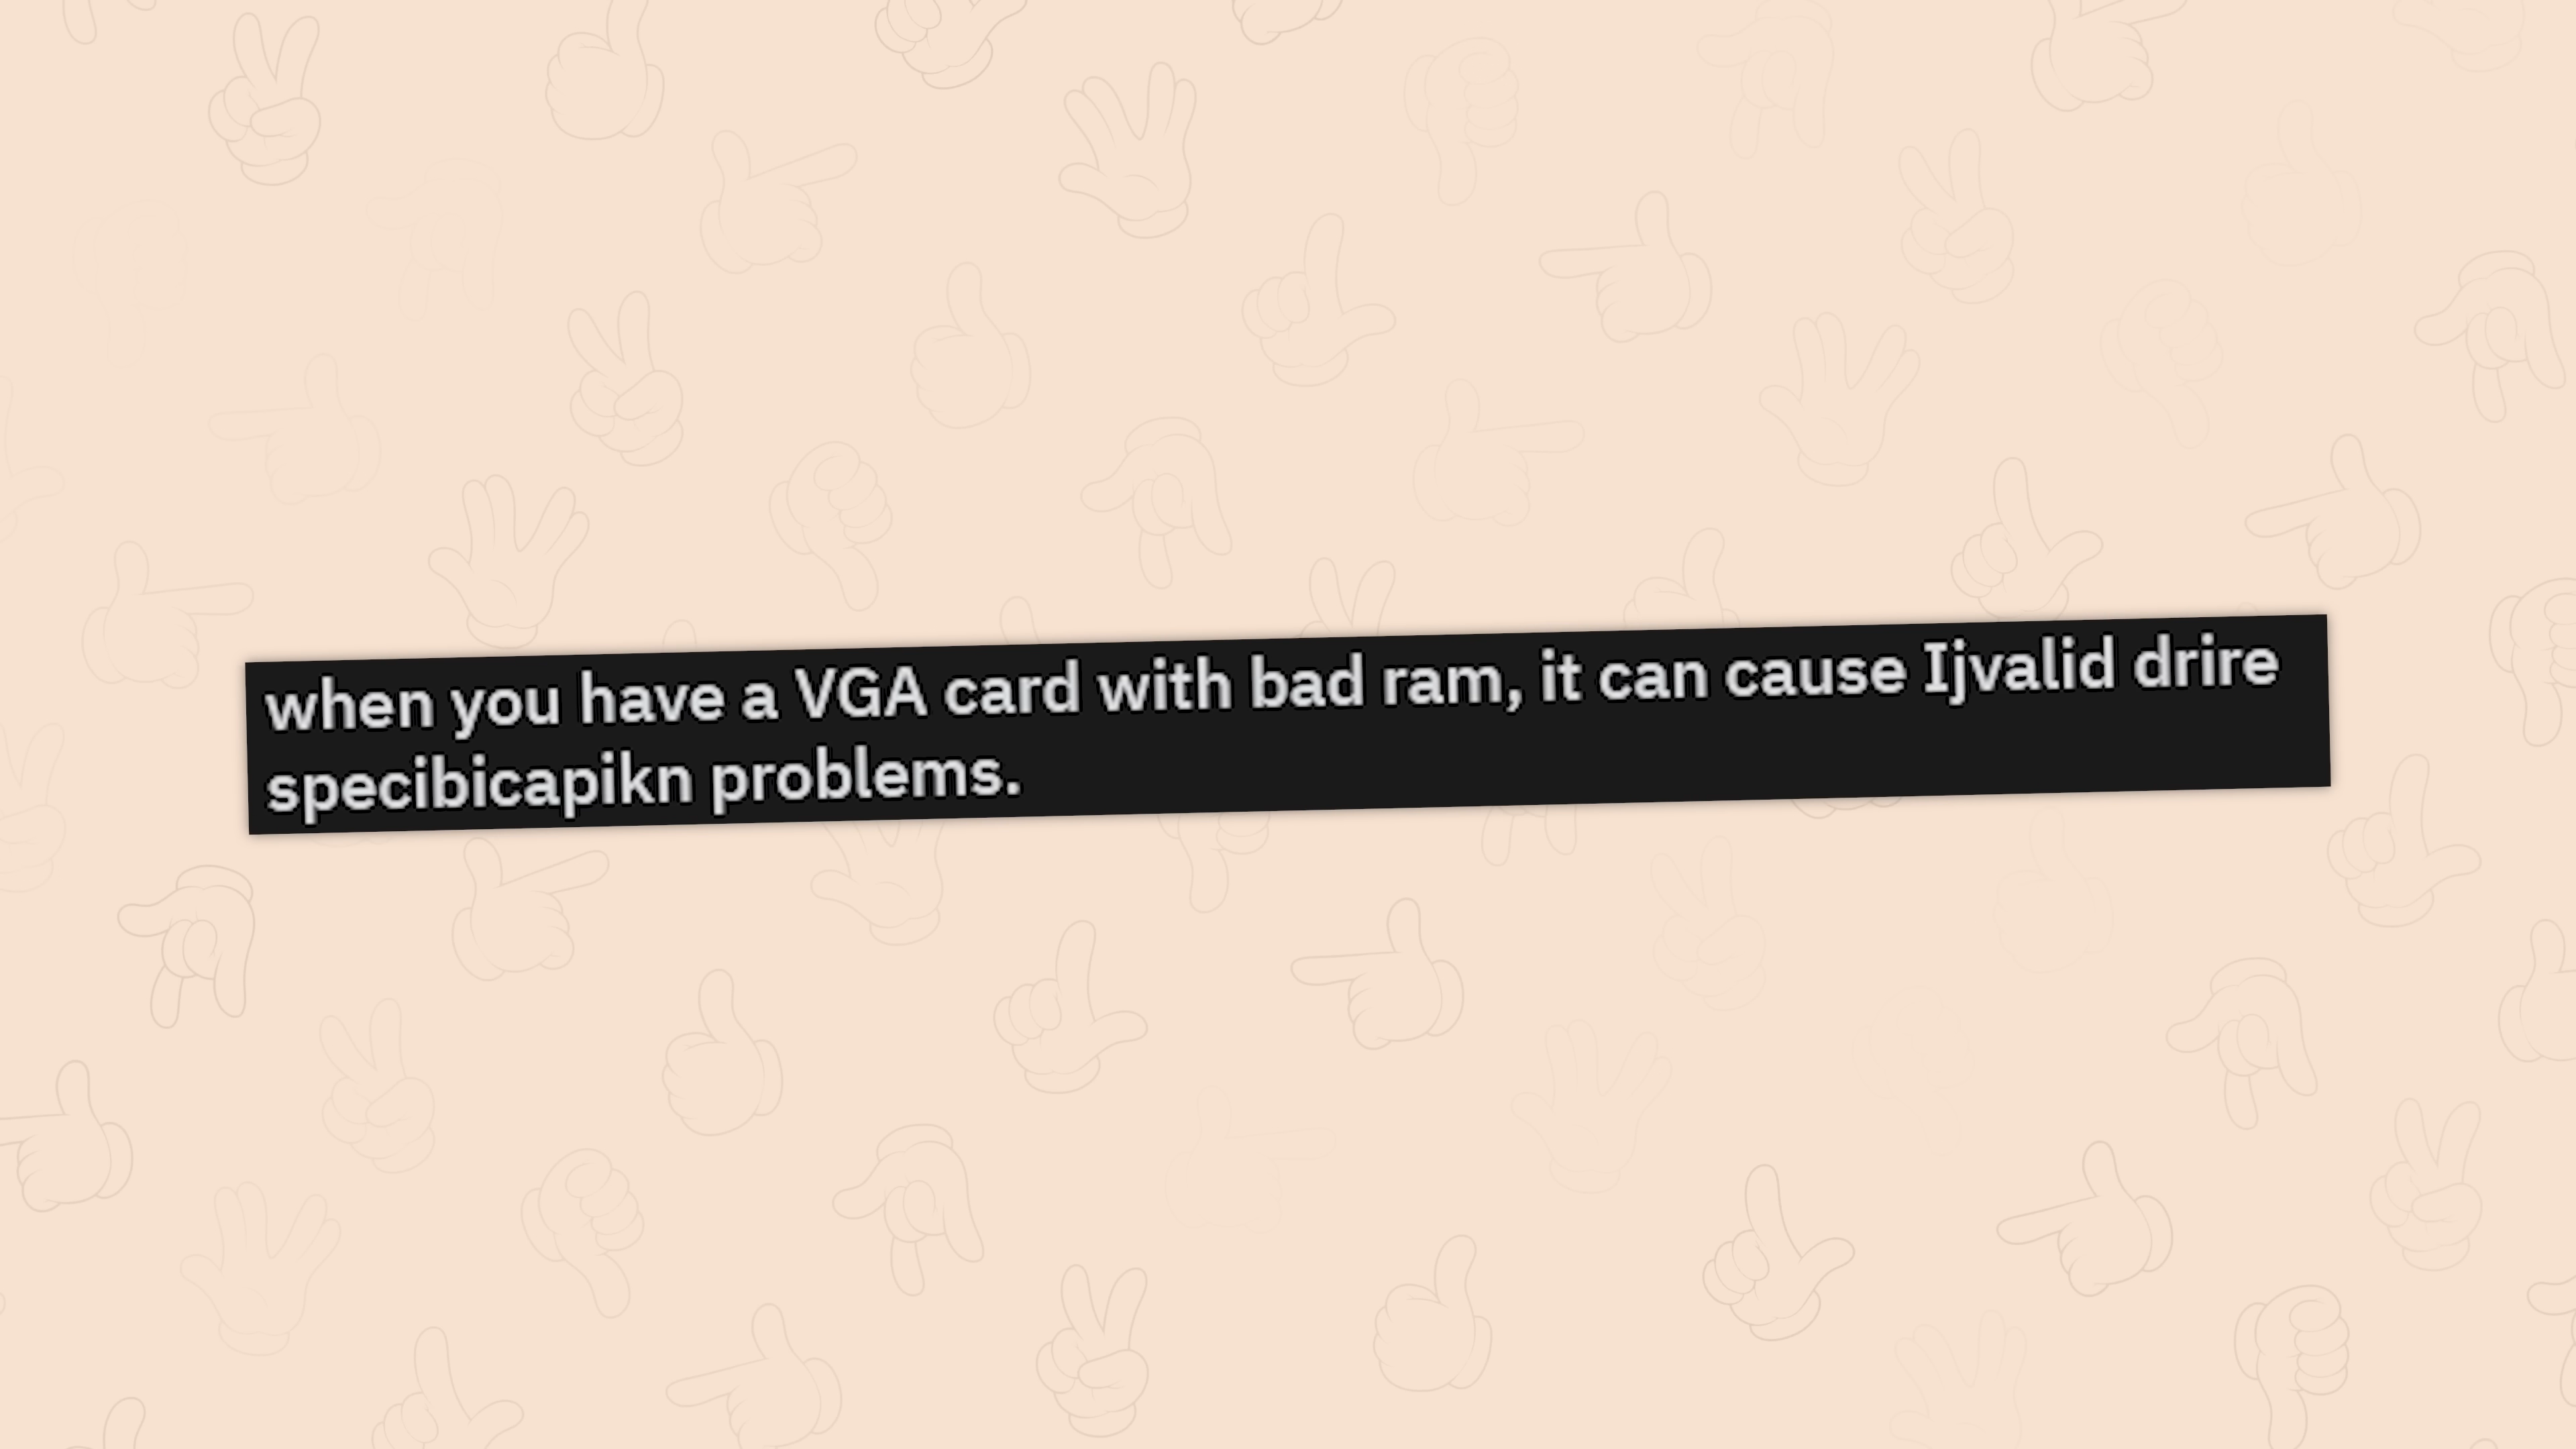 when you have a VGA card with bad ram, it can cause Ijvalid drire
specibicapikn problems.